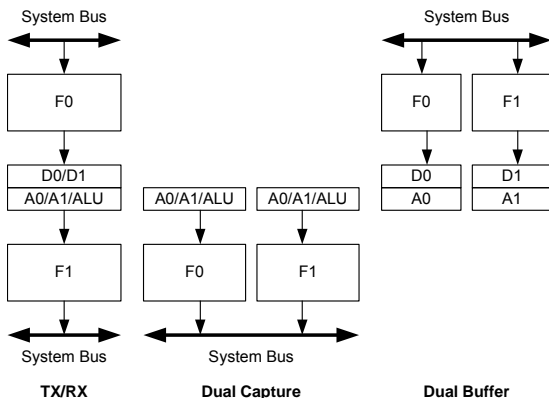 System Bus
F0
D0/D1
A0/A1/ALU
F1
System Bus
TX/RX
A0/A1/ALU
A0/A1/ALU
F0
F1
System Bus
Dual Capture
System Bus
F0
F1
D0
D1
A0
A1
Dual Buffer